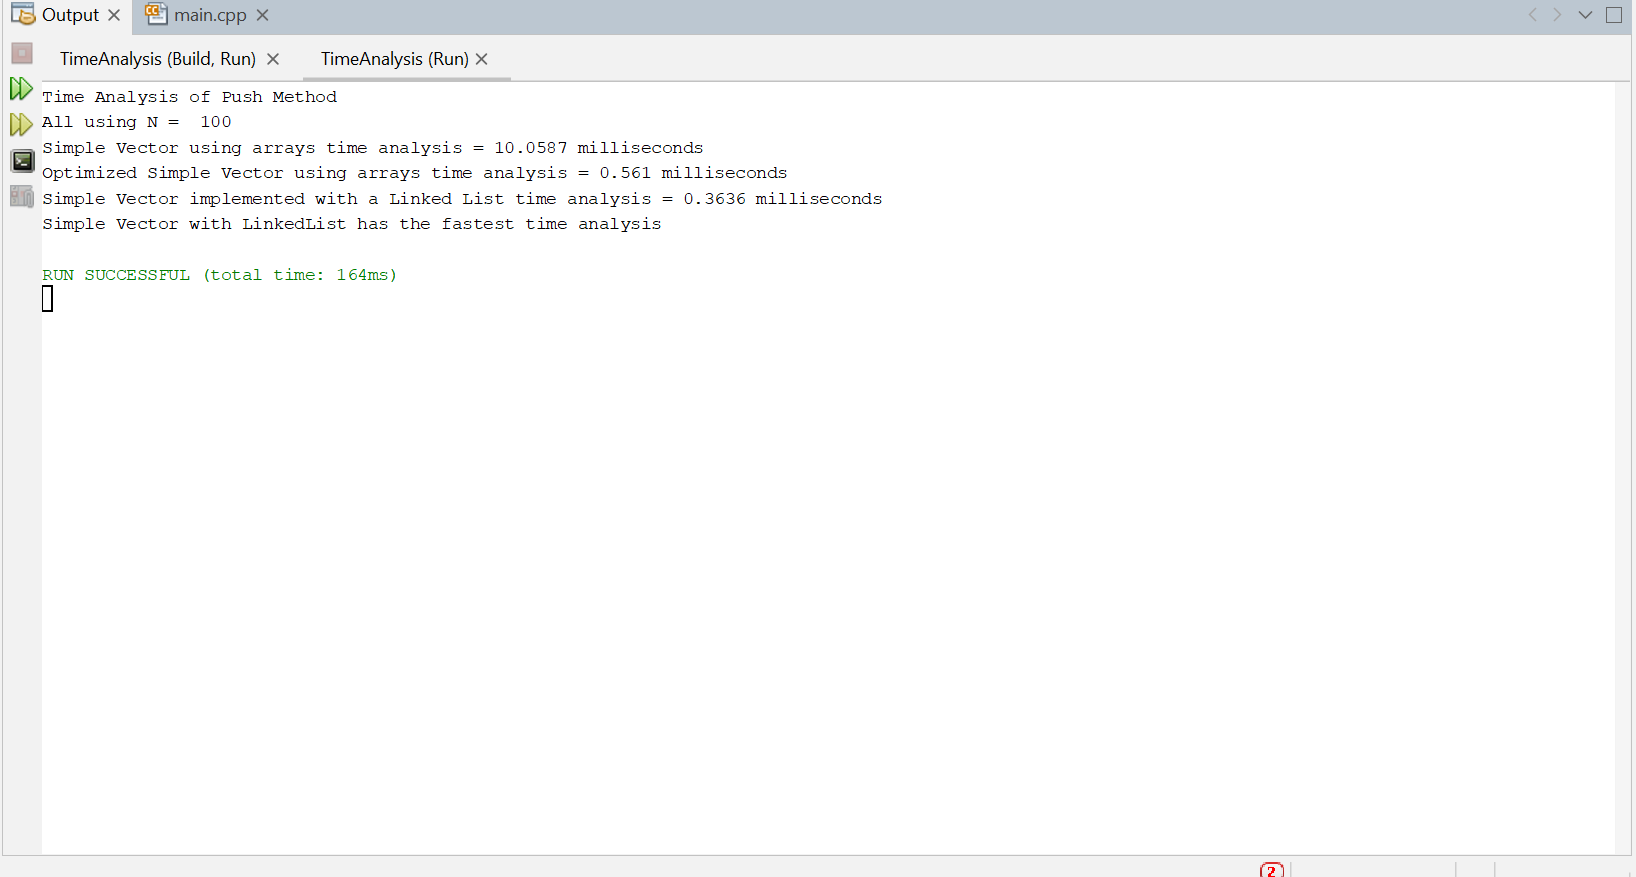 Output main.cpp
TimeAnalysis (Build, Run) TimeAnalysis (Run)
Time Analysis of Push Method
All using N =  100
Simple Vector using arrays time analysis = 10.0587 milliseconds
Optimized Simple Vector using arrays time analysis = 0.561 milliseconds
Simple Vector implemented with a Linked List time analysis = 0.3636 milliseconds
Simple Vector with LinkedList has the fastest time analysis
RUN SUCCESSFUL (total time: 164ms)
2